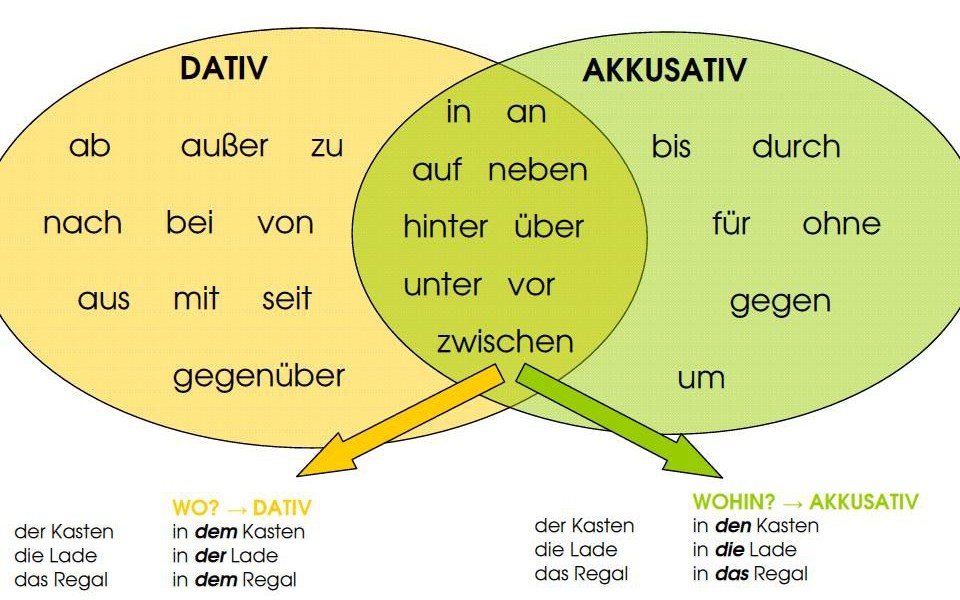 DATIV
ab außer zu
nach bei von
aus mit seit
gegenüber
in an
auf neben
hinter über
unter vor
zwischen
AKKUSATIV
bis durch
für ohne
gegen
um
WO? → DATIV
der Kasten in dem Kasten
die Lade in der Lade
das Regal in dem Regal
WOHIN? → AKKUSATIV
der Kasten in den Kasten
die Lade in die Lade
das Regal in das Regal